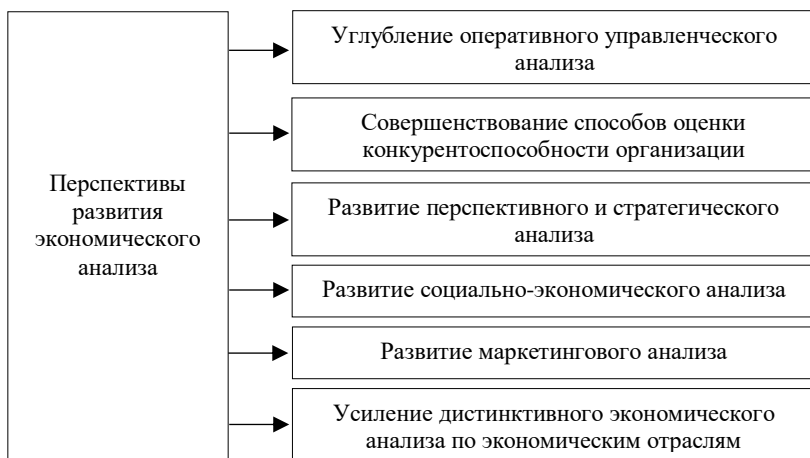 Перспективы
развития
экономического
анализа
Углубление оперативного управленческого
анализа
Совершенствование способов оценки
конкурентоспособности организации
Развитие перспективного и стратегического
анализа
Развитие социально-экономического анализа
Развитие маркетингового анализа
Усиление дистинктивного экономического
анализа по экономическим отраслям